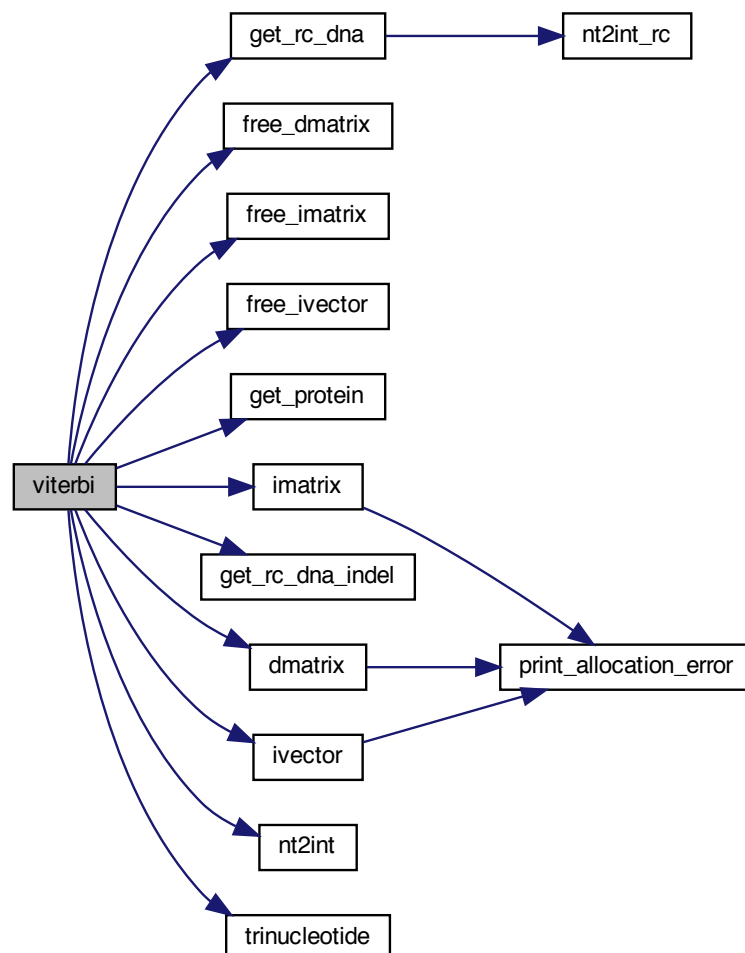 get_rc_dna
nt2int_rc
free_dmatrix
free_imatrix
free_ivector
get_protein
viterbi
imatrix
get_rc_dna_indel
dmatrix
print_allocation_error
ivector
nt2int
trinucleotide